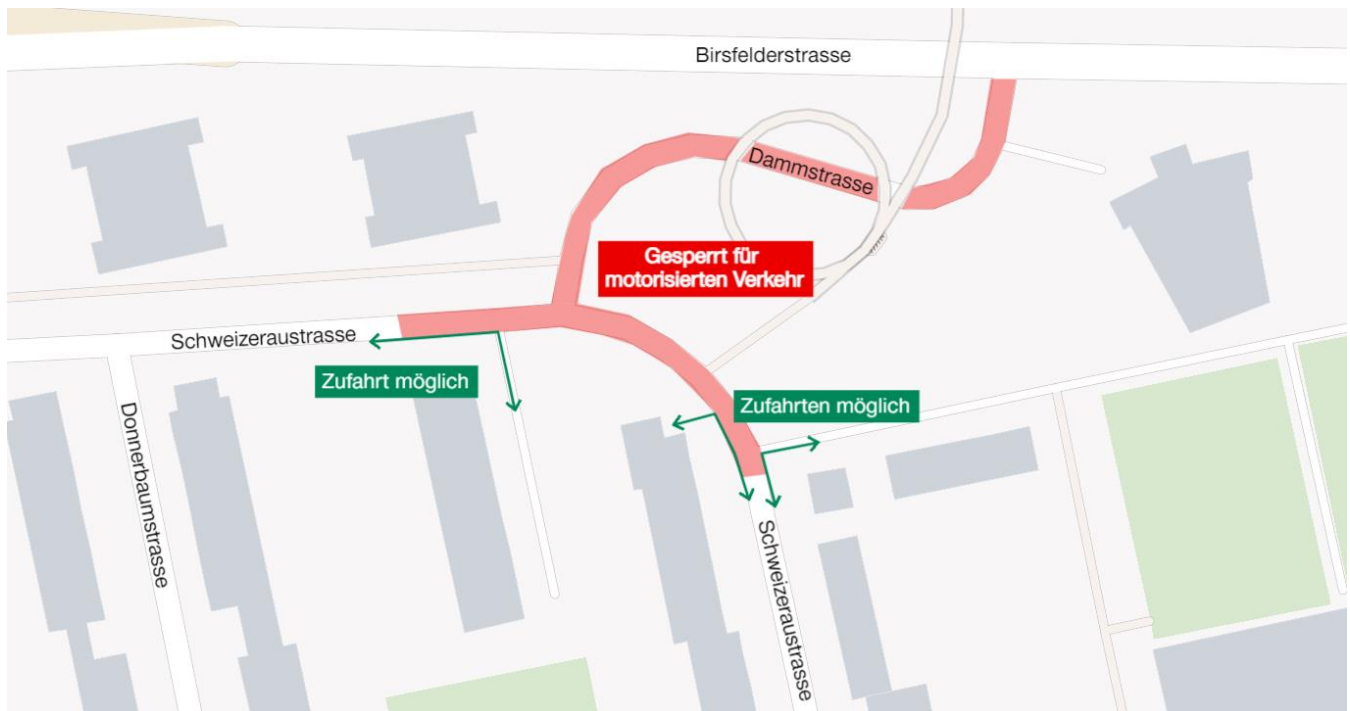 Birsfelderstrasse
Dammstrasse
Gesperrt für
motorisierten Verkehr
Schweizeraustrasse
Zufahrt möglich
Zufahrten möglich
Donnerbaumstrasse
Schweizeraustrasse